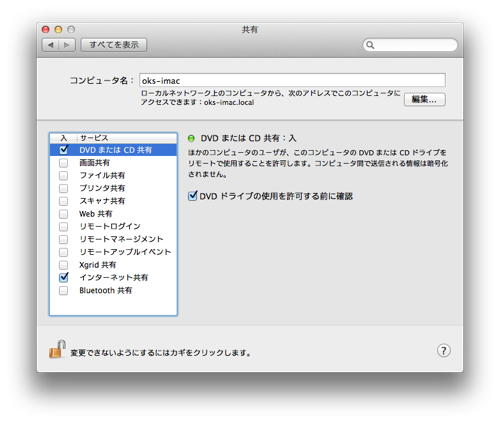 共有
すべてを表示
コンピュータ名：
oks-imac
ローカルネットワーク上のコンピュータから、次のアドレスでこのコンピュータに
アクセスできます：oks-imac.local
編集...
入 サービス
DVD または CD 共有
画面共有
ファイル共有
プリンタ共有
スキャナ共有
Web 共有
リモートログイン
リモートマネージメント
リモートアップルイベント
Xgrid 共有
インターネット共有
Bluetooth 共有
DVD または CD 共有：入
ほかのコンピュータのユーザが、このコンピュータの DVD または CD ドライブを
リモートで使用することを許可します。コンピュータ間で送信される情報は暗号化
されません。
DVD ドライブの使用を許可する前に確認
変更できないようにするにはカギをクリックします。
?